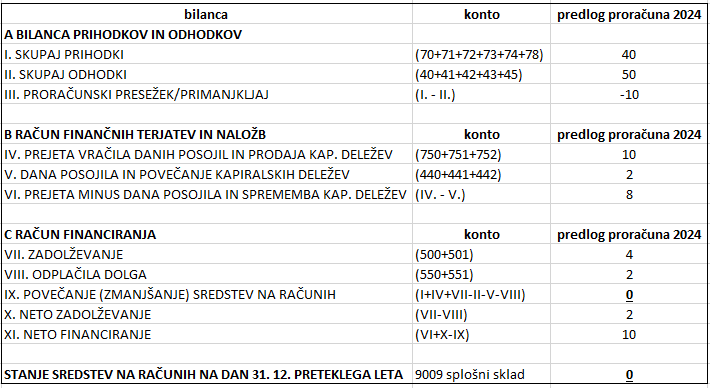 bilanca konto predlog proračuna 2024
A BILANCA PRIHODKOV IN ODHODKOV
I. SKUPAJ PRIHODKI (70+71+72+73+74+78) 40
II. SKUPAJ ODHODKI (40+41+42+43+45) 50
III. PRORAČUNSKI PRESEŽEK/PRIMANJKLJAJ (I. - II.) -10
B RAČUN FINANČNIH TERJATEV IN NALOŽB konto predlog proračuna 2024
IV. PREJETA VRAČILA DANIH POSOJIL IN PRODAJA KAP. DELEŽEV (750+751+752) 10
V. DANA POSOJILA IN POVEČANJE KAPIRALSKIH DELEŽEV (440+441+442) 2
VI. PREJETA MINUS DANA POSOJILA IN SPREMEMBA KAP. DELEŽEV (IV. - V.) 8
C RAČUN FINANCIRANJA konto predlog proračuna 2024
VII. ZADOLŽEVANJE (500+501) 4
VIII. ODPLAČILA DOLGA (550+551) 2
IX. POVEČANJE (ZMANJŠANJE) SREDSTEV NA RAČUNIH (I+IV+VII-II-V-VIII) 0
X. NETO ZADOLŽEVANJE (VII-VIII) 2
XI. NETO FINANCIRANJE (VI+X-IX) 10
STANJE SREDSTEV NA RAČUNIH NA DAN 31. 12. PRETEKLEGA LETA 9009 splošni sklad 0